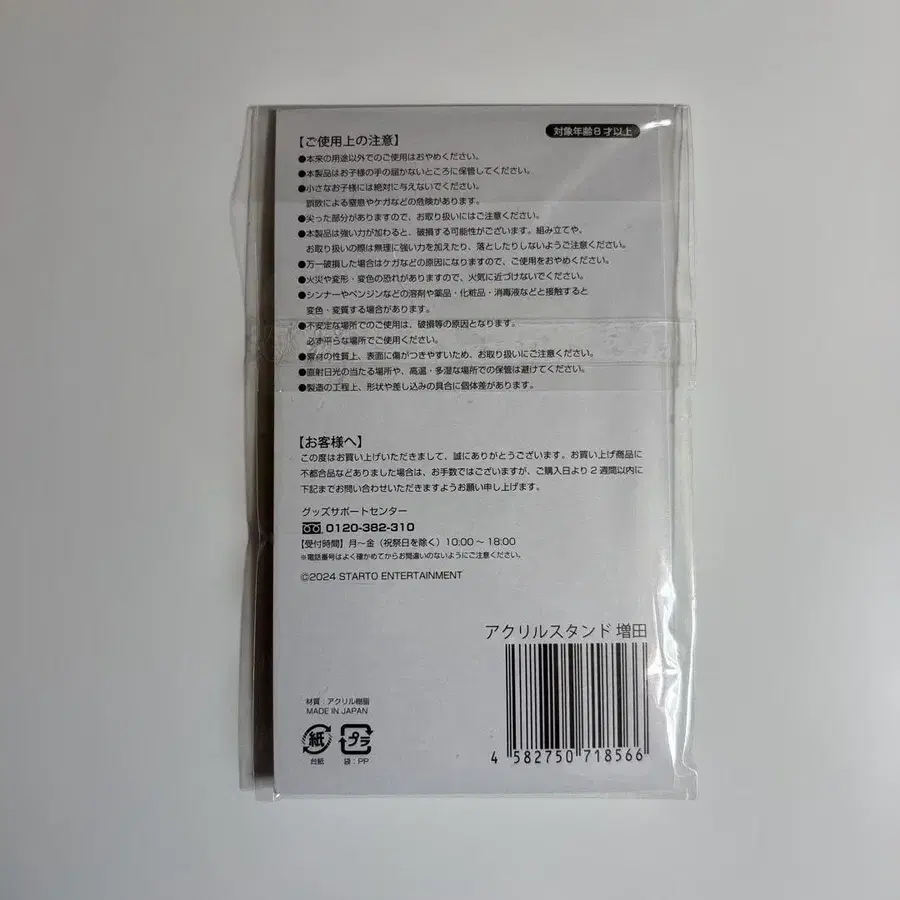 対象年齢8才以上
【ご使用上の注意】
●本来の用途以外でのご使用はおやめください。
●本製品はお子様の手の届かないところに保管してください。
●小さなお子様には絶対に与えないでください。
誤飲による窒息やケガなどの危険があります。
●尖った部分がありますので、お取り扱いにはご注意ください。
●本製品は強い力が加わると、破損する可能性がございます。組み立てや、
お取り扱いの際は無理に強い力を加えたり、落としたりしないようご注意ください。
●万一破損した場合はケガなどの原因になりますので、ご使用をおやめください。
●火災や変形・変色の恐れがありますので、火気に近づけないでください。
●シンナーやベンジンなどの溶剤や薬品・化粧品・消毒液などと接触すると
変色・変質する場合があります。
●不安定な場所でのご使用は、破損等の原因となります。
必ず平らな場所でご使用ください。
●素材の性質上、表面に傷がつきやすいため、お取り扱いにご注意ください。
●直射日光の当たる場所や、高温・多湿な場所での保管は避けてください。
●製造の工程上、形状や差し込みの具合に個体差があります。
【お客様へ】
この度はお買い上げいただきまして、誠にありがとうございます。お買い上げ商品に
不都合品などありました場合は、お手数ではございますが、ご購入日より2週間以内に
下記までお問い合わせいただきますようお願い申し上げます。
グッズサポートセンター
0120-382-310
【受付時間】月～金（祝祭日を除く）10:00～18:00
※電話番号はよく確かめてからお間違いのないようにご注意ください。
©2024 STARTO ENTERTAINMENT
アクリルスタンド 増田
材質：アクリル樹脂
MADE IN JAPAN
紙 プラ
台紙 袋：PP
4 582750 718566